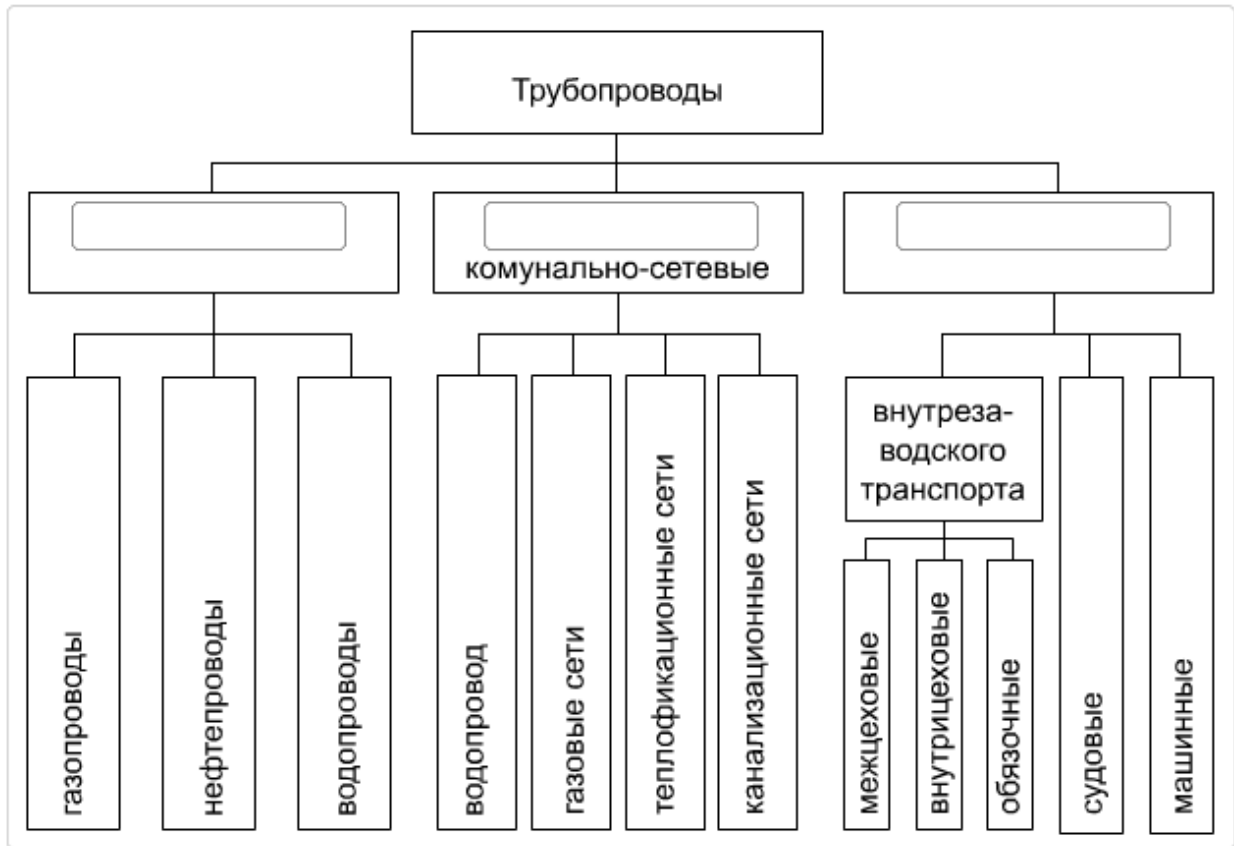 Трубопроводы
комунально-сетевые
газопроводы
нефтепроводы
водопроводы
водопровод
газовые сети
теплофикационные сети
канализационные сети
внутреза-
водского
транспорта
межцеховые
внутрицеховые
обязочные
судовые
машинные